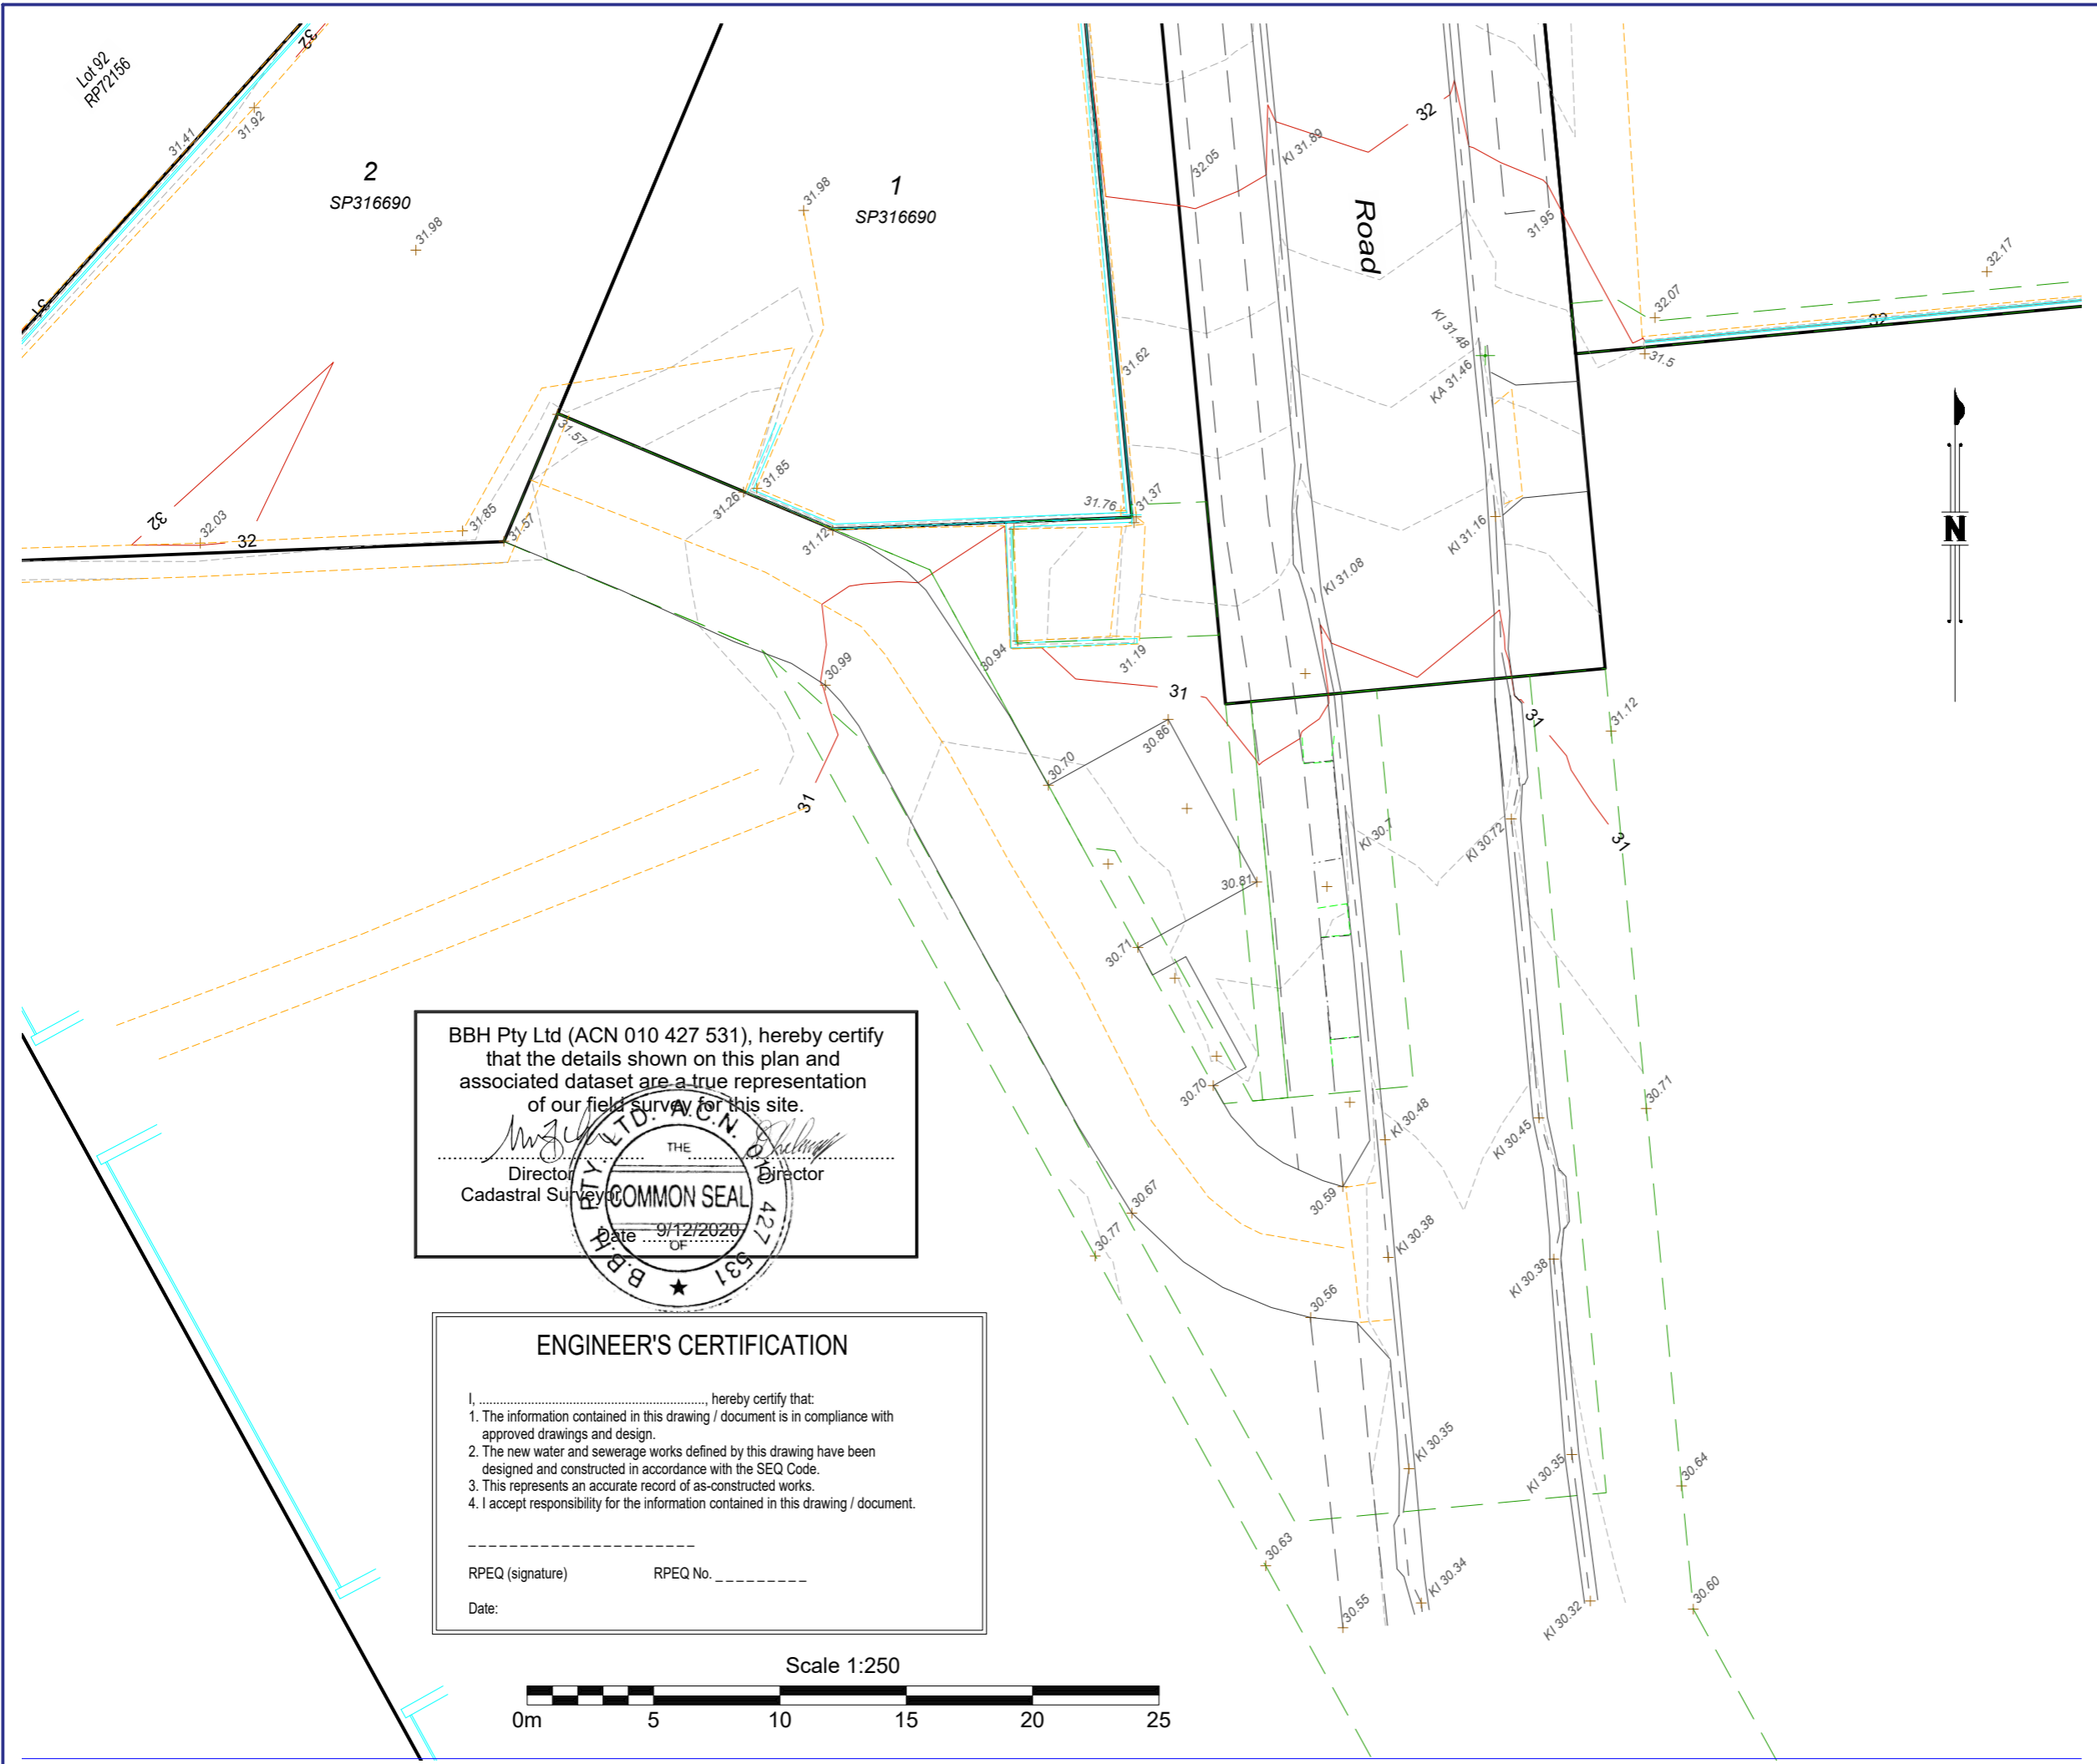 Lot 92
RP72156
32
31.41
31.92
2
SP316690
31.98
31.98
1
SP316690
32
32.05
KI 31.89
Road
31.95
32.17
32.07
32
31.5
31
KI 31.48
KA 31.46
31.62
31.57
31.85
31.26
31.76
31.37
31.12
32
32.03
32
31.85
31.57
KI 31.16
KI 31.08
N
30.99
30.94
31.19
31
31
31.12
30.86
30.70
31
31
KI 30.7
KI 30.72
30.81
30.71
30.70
30.71
KI 30.48
KI 30.45
30.59
30.67
30.77
KI 30.38
KI 30.38
30.56
KI 30.35
KI 30.35
30.64
30.63
KI 30.34
30.55
KI 30.32
30.60
BBH Pty Ltd (ACN 010 427 531), hereby certify
that the details shown on this plan and
associated dataset are a true representation
of our field survey for this site.
Director
Director
Cadastral Surveyor
Date 9/12/2020
B.B.H. PTY. LTD. A.C.N. 010 427 531
THE
COMMON SEAL
OF
ENGINEER'S CERTIFICATION
I, ................................................................, hereby certify that:
1. The information contained in this drawing / document is in compliance with
approved drawings and design.
2. The new water and sewerage works defined by this drawing have been
designed and constructed in accordance with the SEQ Code.
3. This represents an accurate record of as-constructed works.
4. I accept responsibility for the information contained in this drawing / document.
RPEQ (signature) RPEQ No. _ _ _ _ _ _ _ _ _
Date:
Scale 1:250
0m 5 10 15 20 25